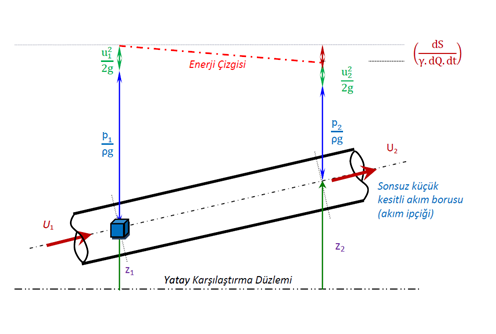 u₁²/2g
Enerji Çizgisi
(dS/γ.dQ.dt)
u₂²/2g
p₁/ρg
p₂/ρg
U₂
Sonsuz küçük
kesitli akım borusu
(akım ipçiği)
U₁
z₁
z₂
Yatay Karşılaştırma Düzlemi